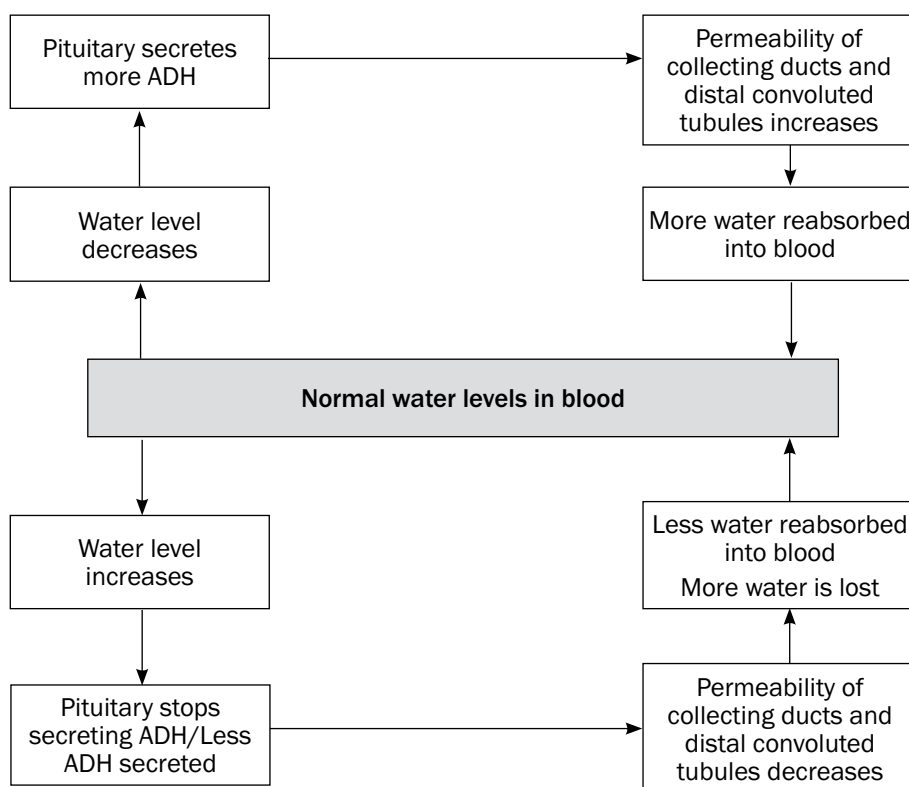 Pituitary secretes
more ADH
Permeability of
collecting ducts and
distal convoluted
tubules increases
Water level
decreases
More water reabsorbed
into blood
Normal water levels in blood
Water level
increases
Less water reabsorbed
into blood
More water is lost
Pituitary stops
secreting ADH/Less
ADH secreted
Permeability of
collecting ducts and
distal convoluted
tubules decreases